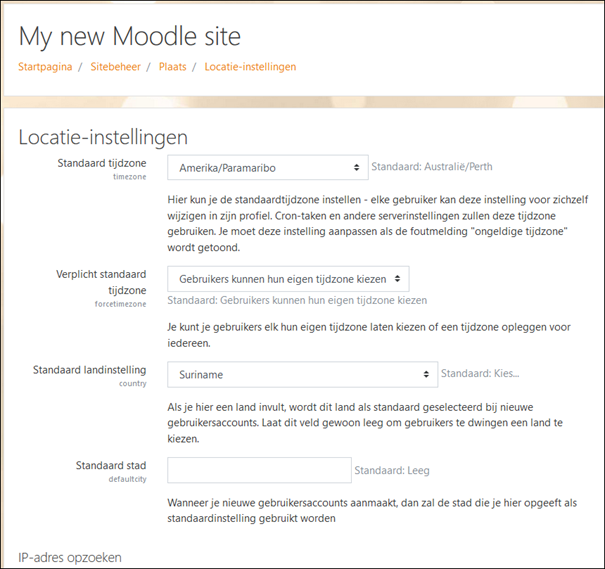 My new Moodle site
Startpagina / Sitebeheer / Plaats / Locatie-instellingen
Locatie-instellingen
Standaard tijdzone
timezone
Amerika/Paramaribo
Standaard: Australië/Perth
Hier kun je de standaardtijdzone instellen - elke gebruiker kan deze instelling voor zichzelf
wijzigen in zijn profiel. Cron-taken en andere serverinstellingen zullen deze tijdzone
gebruiken. Je moet deze instelling aanpassen als de foutmelding "ongeldige tijdzone"
wordt getoond.
Verplicht standaard
tijdzone
forcetimezone
Gebruikers kunnen hun eigen tijdzone kiezen
Standaard: Gebruikers kunnen hun eigen tijdzone kiezen
Je kunt je gebruikers elk hun eigen tijdzone laten kiezen of een tijdzone opleggen voor
iedereen.
Standaard landinstelling
country
Suriname
Standaard: Kies...
Als je hier een land invult, wordt dit land als standaard geselecteerd bij nieuwe
gebruikersaccounts. Laat dit veld gewoon leeg om gebruikers te dwingen een land te
kiezen.
Standaard stad
defaultcity
Standaard: Leeg
Wanneer je nieuwe gebruikersaccounts aanmaakt, dan zal de stad die je hier opgeeft als
standaardinstelling gebruikt worden
IP-adres opzoeken